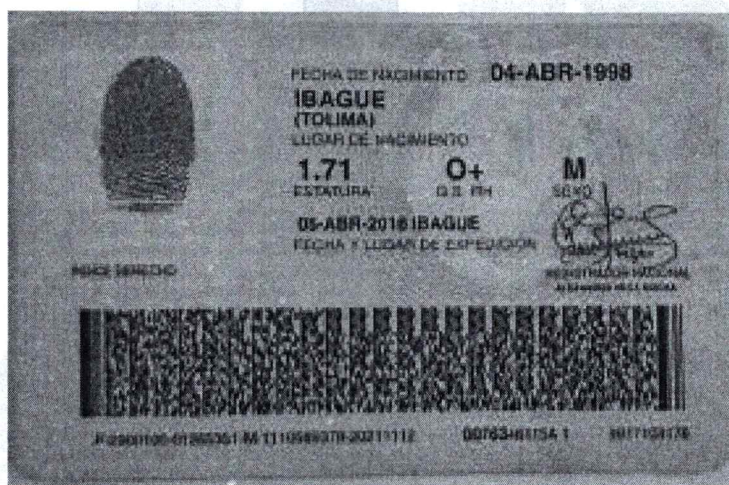 FECHA DE NACIMIENTO 04-ABR-1998
IBAGUE
(TOLIMA)
LUGAR DE NACIMIENTO
1.71 O+ M
ESTATURA G.S. RH SEXO
05-ABR-2016 IBAGUE
FECHA Y LUGAR DE EXPEDICION
INDICE DERECHO
REGISTRADOR NACIONAL